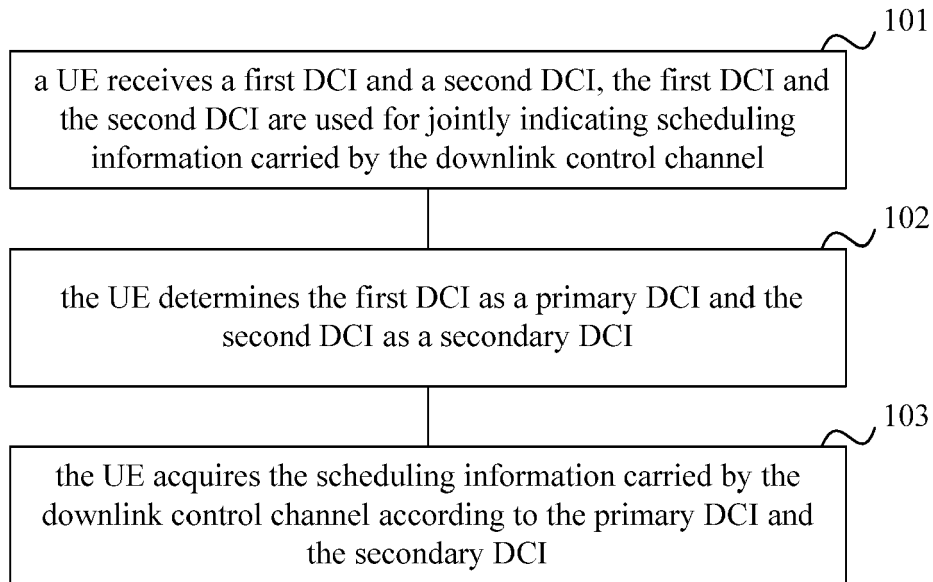 101
a UE receives a first DCI and a second DCI, the first DCI and
the second DCI are used for jointly indicating scheduling
information carried by the downlink control channel
102
the UE determines the first DCI as a primary DCI and the
second DCI as a secondary DCI
103
the UE acquires the scheduling information carried by the
downlink control channel according to the primary DCI and
the secondary DCI